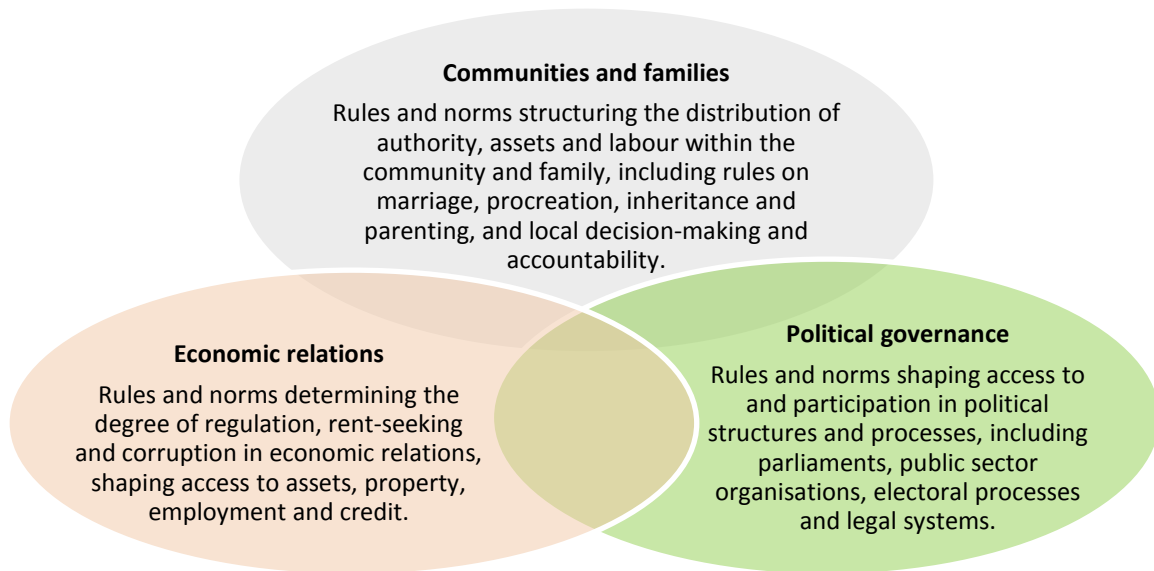 Communities and families
Rules and norms structuring the distribution of
authority, assets and labour within the
community and family, including rules on
marriage, procreation, inheritance and
parenting, and local decision-making and
accountability.
Economic relations
Rules and norms determining the
degree of regulation, rent-seeking
and corruption in economic relations,
shaping access to assets, property,
employment and credit.
Political governance
Rules and norms shaping access to
and participation in political
structures and processes, including
parliaments, public sector
organisations, electoral processes
and legal systems.